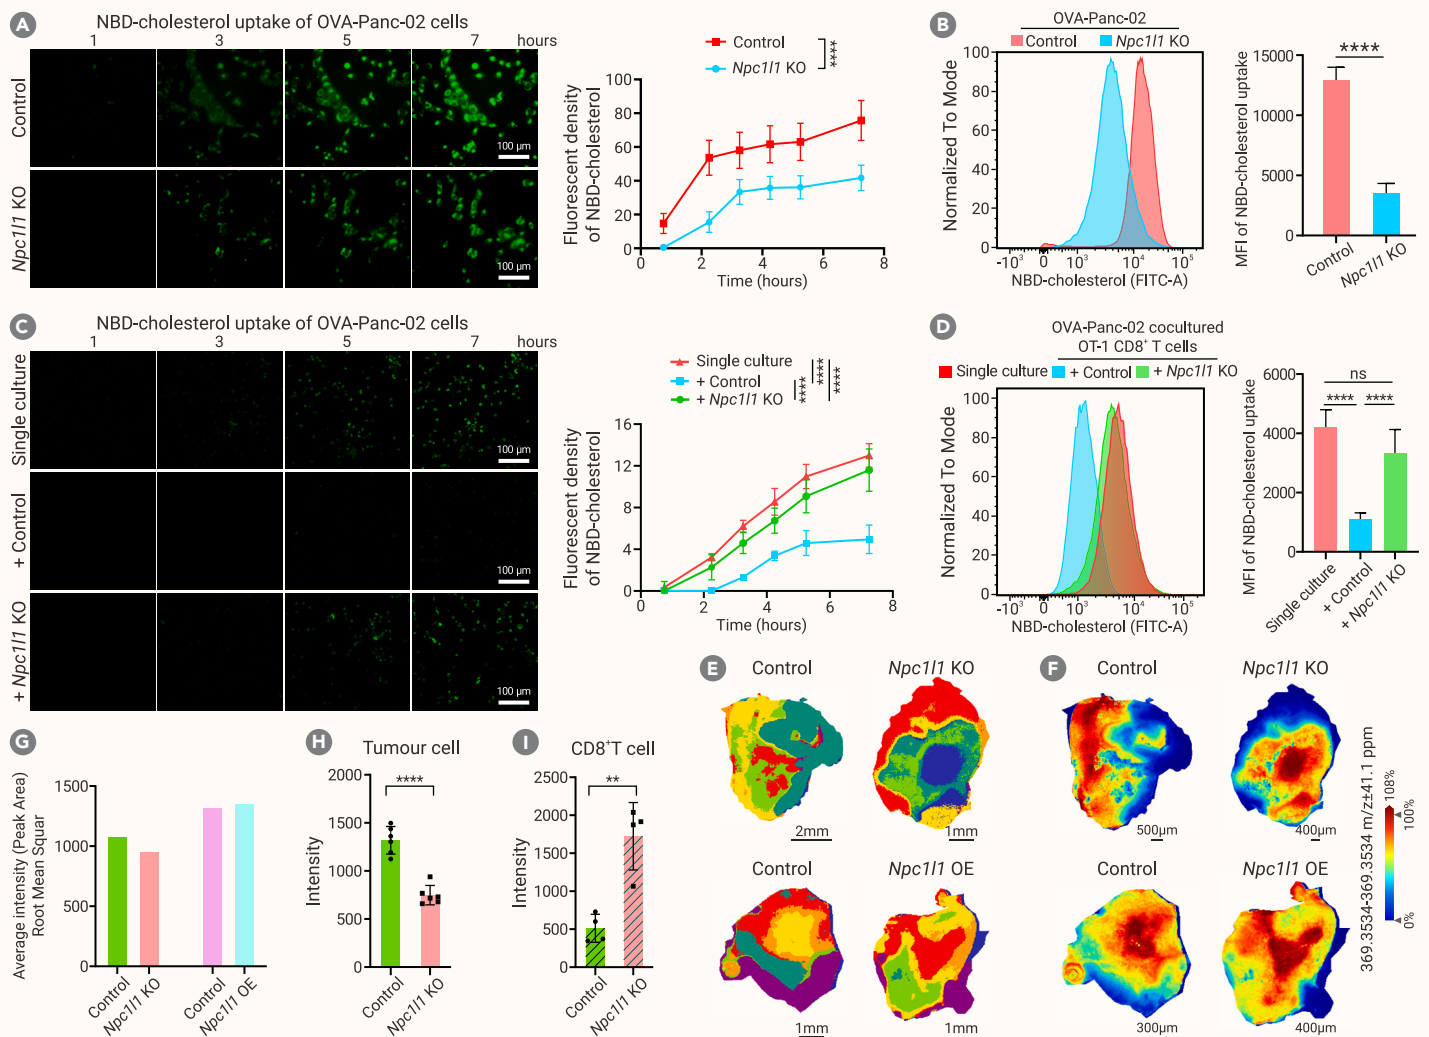 A
NBD-cholesterol uptake of OVA-Panc-02 cells
1 3 5 7 hours
Control
100 µm
Npc1l1 KO
100 µm
Control
Npc1l1 KO
****
Fluorescent density
of NBD-cholesterol
100
80
60
40
20
0
0 2 4 6 8
Time (hours)
B
OVA-Panc-02
Control Npc1l1 KO
Normalized To Mode
100
80
60
40
20
0
-10³ 0 10³ 10⁴ 10⁵
NBD-cholesterol (FITC-A)
MFI of NBD-cholesterol uptake
15000
10000
5000
0
****
Control
Npc1l1 KO
C
NBD-cholesterol uptake of OVA-Panc-02 cells
1 3 5 7 hours
Single culture
100 µm
+ Control
100 µm
+ Npc1l1 KO
100 µm
Single culture
+ Control
+ Npc1l1 KO
****
****
****
Fluorescent density
of NBD-cholesterol
16
12
8
4
0
0 2 4 6 8
Time (hours)
D
OVA-Panc-02 cocultured
OT-1 CD8⁺ T cells
Single culture + Control + Npc1l1 KO
Normalized To Mode
100
80
60
40
20
0
-10³ 0 10³ 10⁴ 10⁵
NBD-cholesterol (FITC-A)
MFI of NBD-cholesterol uptake
6000
4000
2000
0
ns
**** ****
Single culture
+ Control
+ Npc1l1 KO
E
Control Npc1l1 KO
2mm 1mm
Control Npc1l1 OE
1mm 1mm
F
Control Npc1l1 KO
500µm 400µm
Control Npc1l1 OE
300µm 400µm
369.3534-369.3534 m/z±41.1 ppm
108%
100%
0%
G
Average intensity (Peak Area)
Root Mean Squar
1500
1000
500
0
Control
Npc1l1 KO
Control
Npc1l1 OE
H
Tumour cell
Intensity
2000
1500
1000
500
0
****
Control
Npc1l1 KO
I
CD8⁺T cell
Intensity
2500
2000
1500
1000
500
0
**
Control
Npc1l1 KO